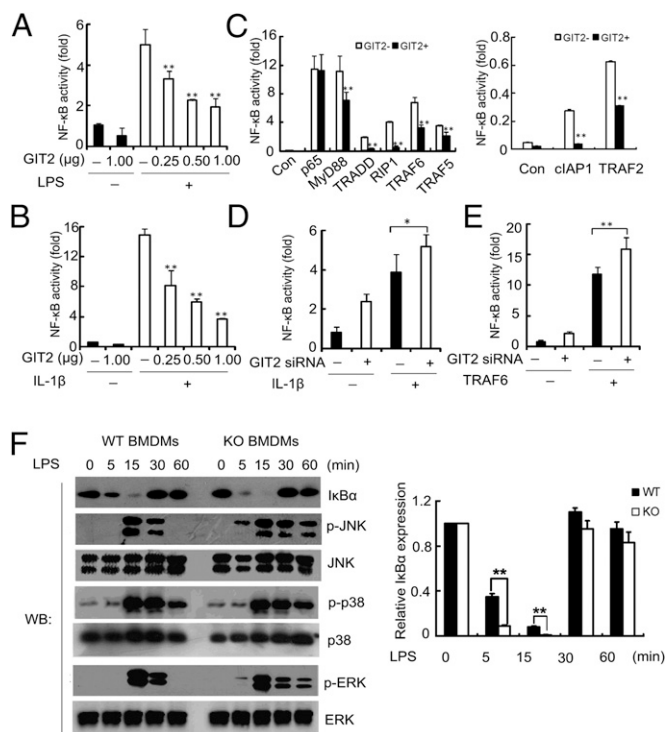 A
NF-κB activity (fold)
6
4
2
0
GIT2 (μg) – 1.00 – 0.25 0.50 1.00
** ** **
LPS – +
B
NF-κB activity (fold)
16
12
8
4
0
GIT2 (μg) – 1.00 – 0.25 0.50 1.00
** ** **
IL-1β – +
C
GIT2- GIT2+
NF-κB activity (fold)
16
12
8
4
0
** ** ** ** **
Con p65 MyD88 TRADD RIP1 TRAF6 TRAF5
GIT2- GIT2+
NF-κB activity (fold)
0.8
0.6
0.4
0.2
0
** **
Con cIAP1 TRAF2
D
NF-κB activity (fold)
6
4
2
0
*
GIT2 siRNA – + – +
IL-1β – +
E
NF-κB activity (fold)
20
15
10
5
0
**
GIT2 siRNA – + – +
TRAF6 – +
F
WT BMDMs KO BMDMs
LPS 0 5 15 30 60 0 5 15 30 60 (min)
WB:
IκBα
p-JNK
JNK
p-p38
p38
p-ERK
ERK
WT
KO
Relative IκBα expression
1.2
0.8
0.4
0
** **
LPS 0 5 15 30 60 (min)